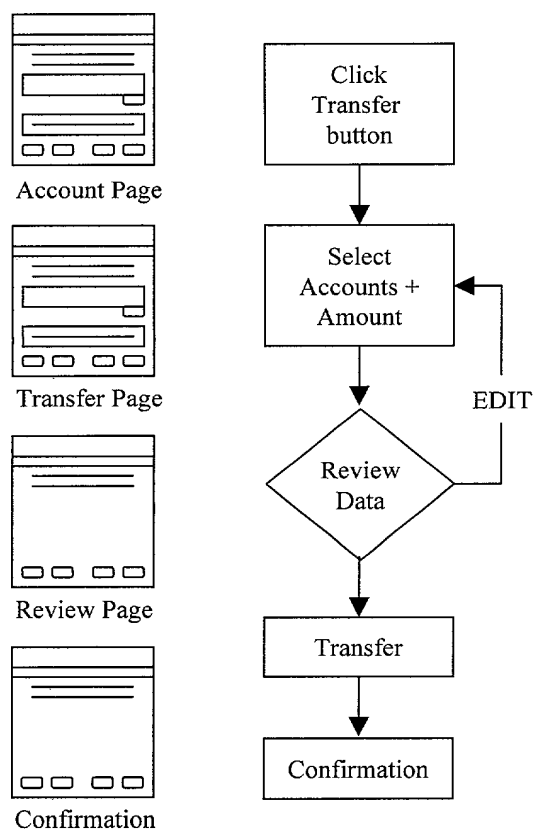 Account Page
Transfer Page
Review Page
Confirmation
Click
Transfer
button
Select
Accounts +
Amount
EDIT
Review
Data
Transfer
Confirmation